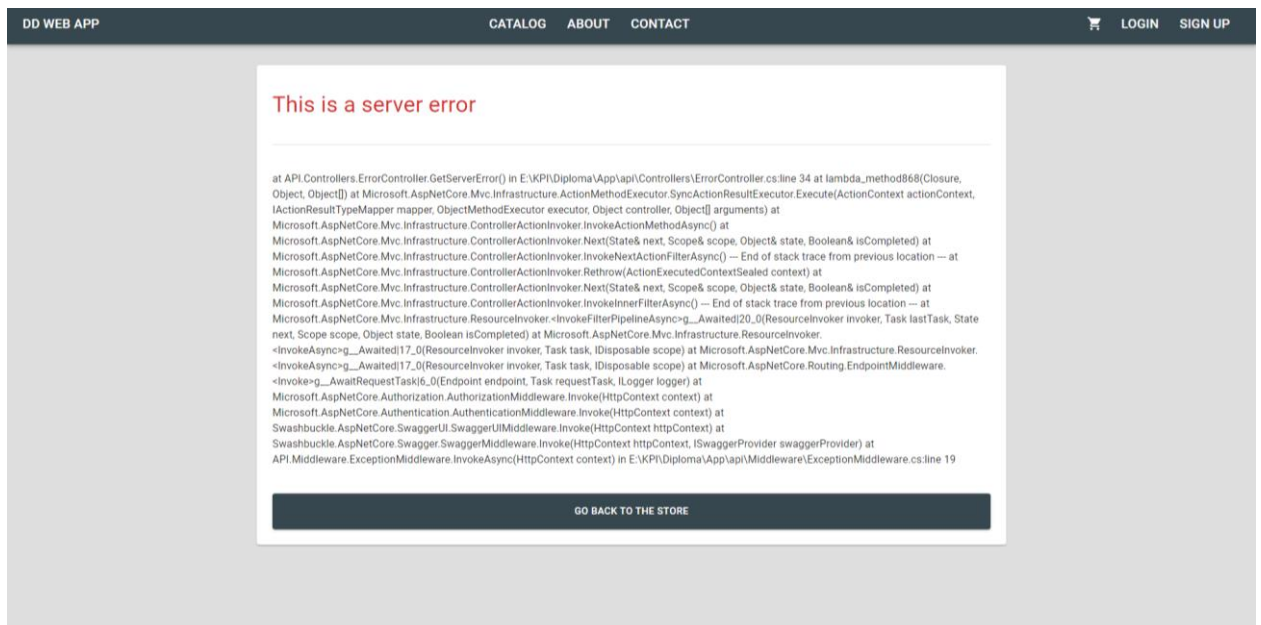 DD WEB APP CATALOG ABOUT CONTACT LOGIN SIGN UP
This is a server error
at API.Controllers.ErrorController.GetServerError() in E:\KPI\Diploma\App\api\Controllers\ErrorController.cs:line 34 at lambda_method868(Closure,
Object, Object[]) at Microsoft.AspNetCore.Mvc.Infrastructure.ActionMethodExecutor.SyncActionResultExecutor.Execute(ActionContext actionContext,
IActionResultTypeMapper mapper, ObjectMethodExecutor executor, Object controller, Object[] arguments) at
Microsoft.AspNetCore.Mvc.Infrastructure.ControllerActionInvoker.InvokeActionMethodAsync() at
Microsoft.AspNetCore.Mvc.Infrastructure.ControllerActionInvoker.Next(State& next, Scope& scope, Object& state, Boolean& isCompleted) at
Microsoft.AspNetCore.Mvc.Infrastructure.ControllerActionInvoker.InvokeNextActionFilterAsync() — End of stack trace from previous location — at
Microsoft.AspNetCore.Mvc.Infrastructure.ControllerActionInvoker.Rethrow(ActionExecutedContextSealed context) at
Microsoft.AspNetCore.Mvc.Infrastructure.ControllerActionInvoker.Next(State& next, Scope& scope, Object& state, Boolean& isCompleted) at
Microsoft.AspNetCore.Mvc.Infrastructure.ControllerActionInvoker.InvokeInnerFilterAsync() — End of stack trace from previous location — at
Microsoft.AspNetCore.Mvc.Infrastructure.ResourceInvoker.<InvokeFilterPipelineAsync>g__Awaited|20_0(ResourceInvoker invoker, Task lastTask, State
next, Scope scope, Object state, Boolean isCompleted) at Microsoft.AspNetCore.Mvc.Infrastructure.ResourceInvoker.
<InvokeAsync>g__Awaited|17_0(ResourceInvoker invoker, Task task, IDisposable scope) at Microsoft.AspNetCore.Mvc.Infrastructure.ResourceInvoker.
<InvokeAsync>g__Awaited|17_0(ResourceInvoker invoker, Task task, IDisposable scope) at Microsoft.AspNetCore.Routing.EndpointMiddleware.
<Invoke>g__AwaitRequestTask|6_0(Endpoint endpoint, Task requestTask, ILogger logger) at
Microsoft.AspNetCore.Authorization.AuthorizationMiddleware.Invoke(HttpContext context) at
Microsoft.AspNetCore.Authentication.AuthenticationMiddleware.Invoke(HttpContext context) at
Swashbuckle.AspNetCore.SwaggerUI.SwaggerUIMiddleware.Invoke(HttpContext httpContext) at
Swashbuckle.AspNetCore.Swagger.SwaggerMiddleware.Invoke(HttpContext httpContext, ISwaggerProvider swaggerProvider) at
API.Middleware.ExceptionMiddleware.InvokeAsync(HttpContext context) in E:\KPI\Diploma\App\api\Middleware\ExceptionMiddleware.cs:line 19
GO BACK TO THE STORE